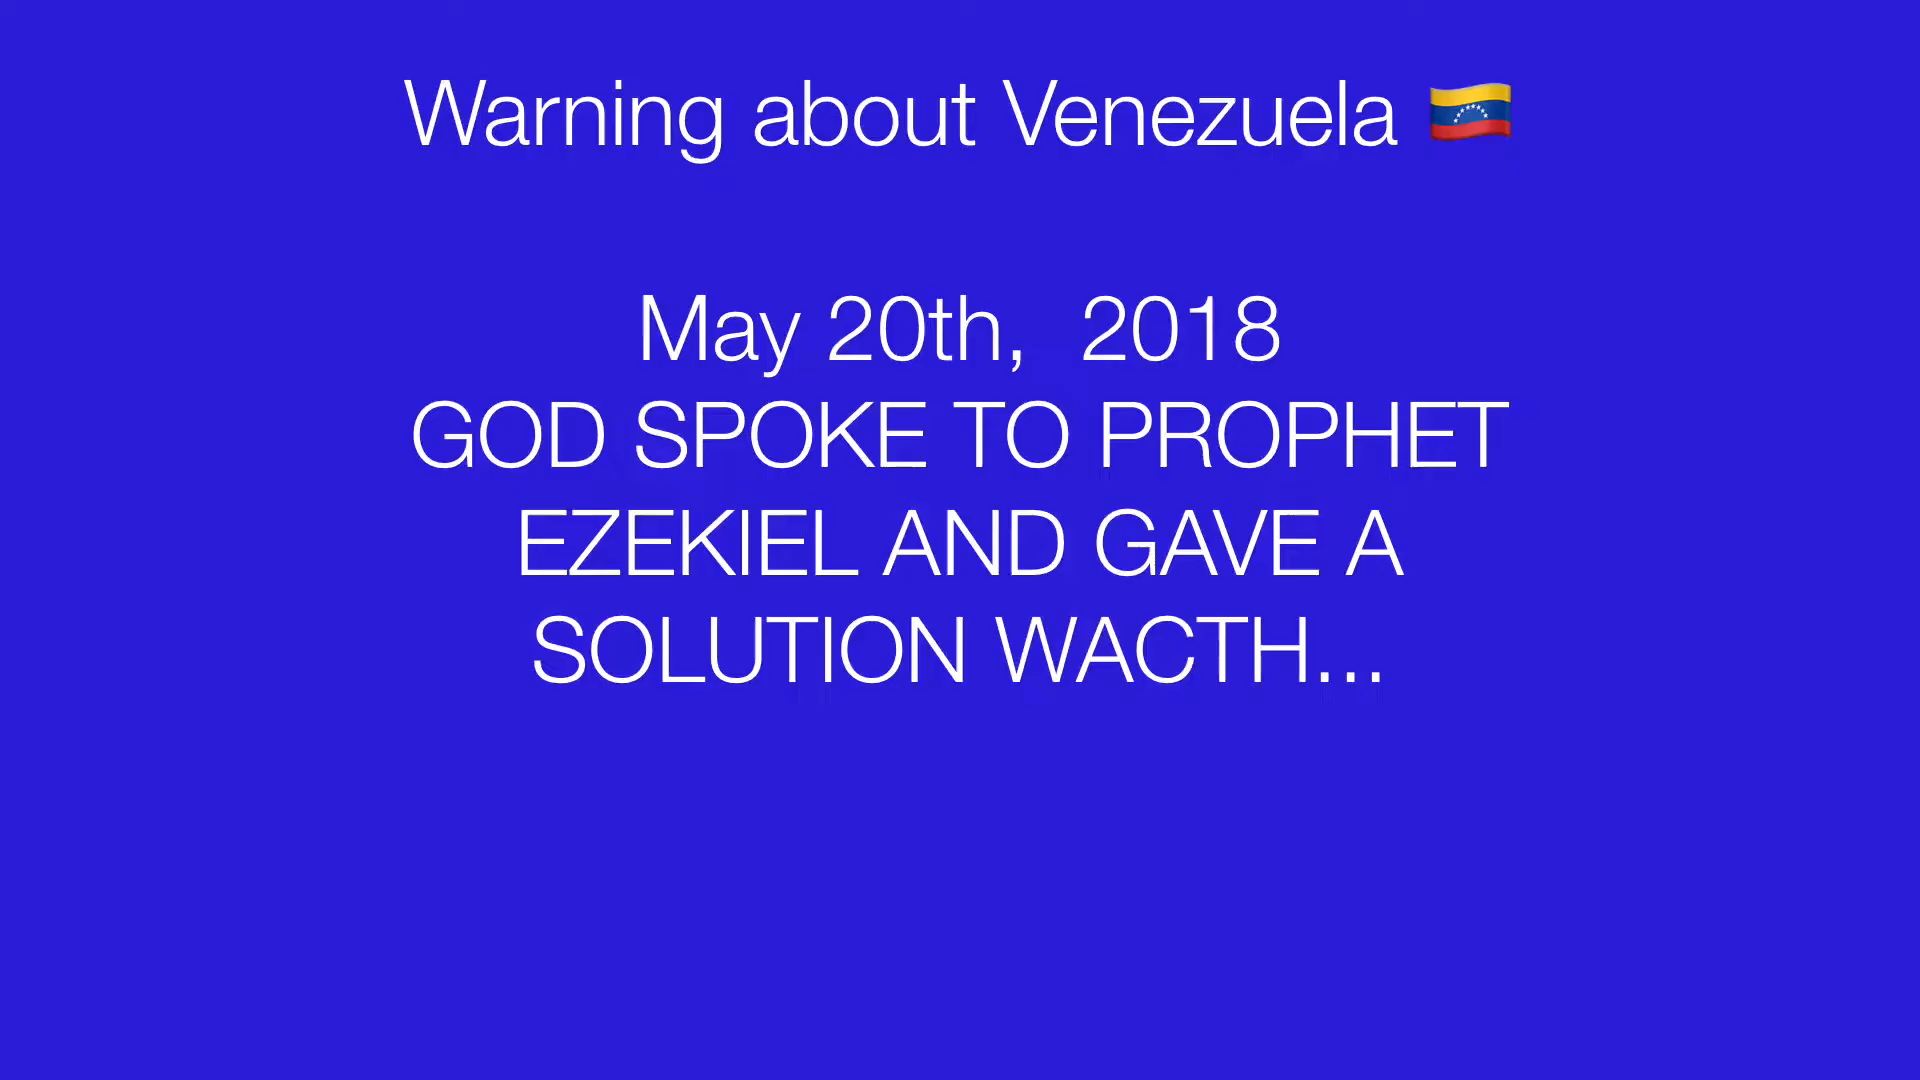 Warning about Venezuela 🇻🇪
May 20th,  2018
GOD SPOKE TO PROPHET
EZEKIEL AND GAVE A
SOLUTION WACTH...